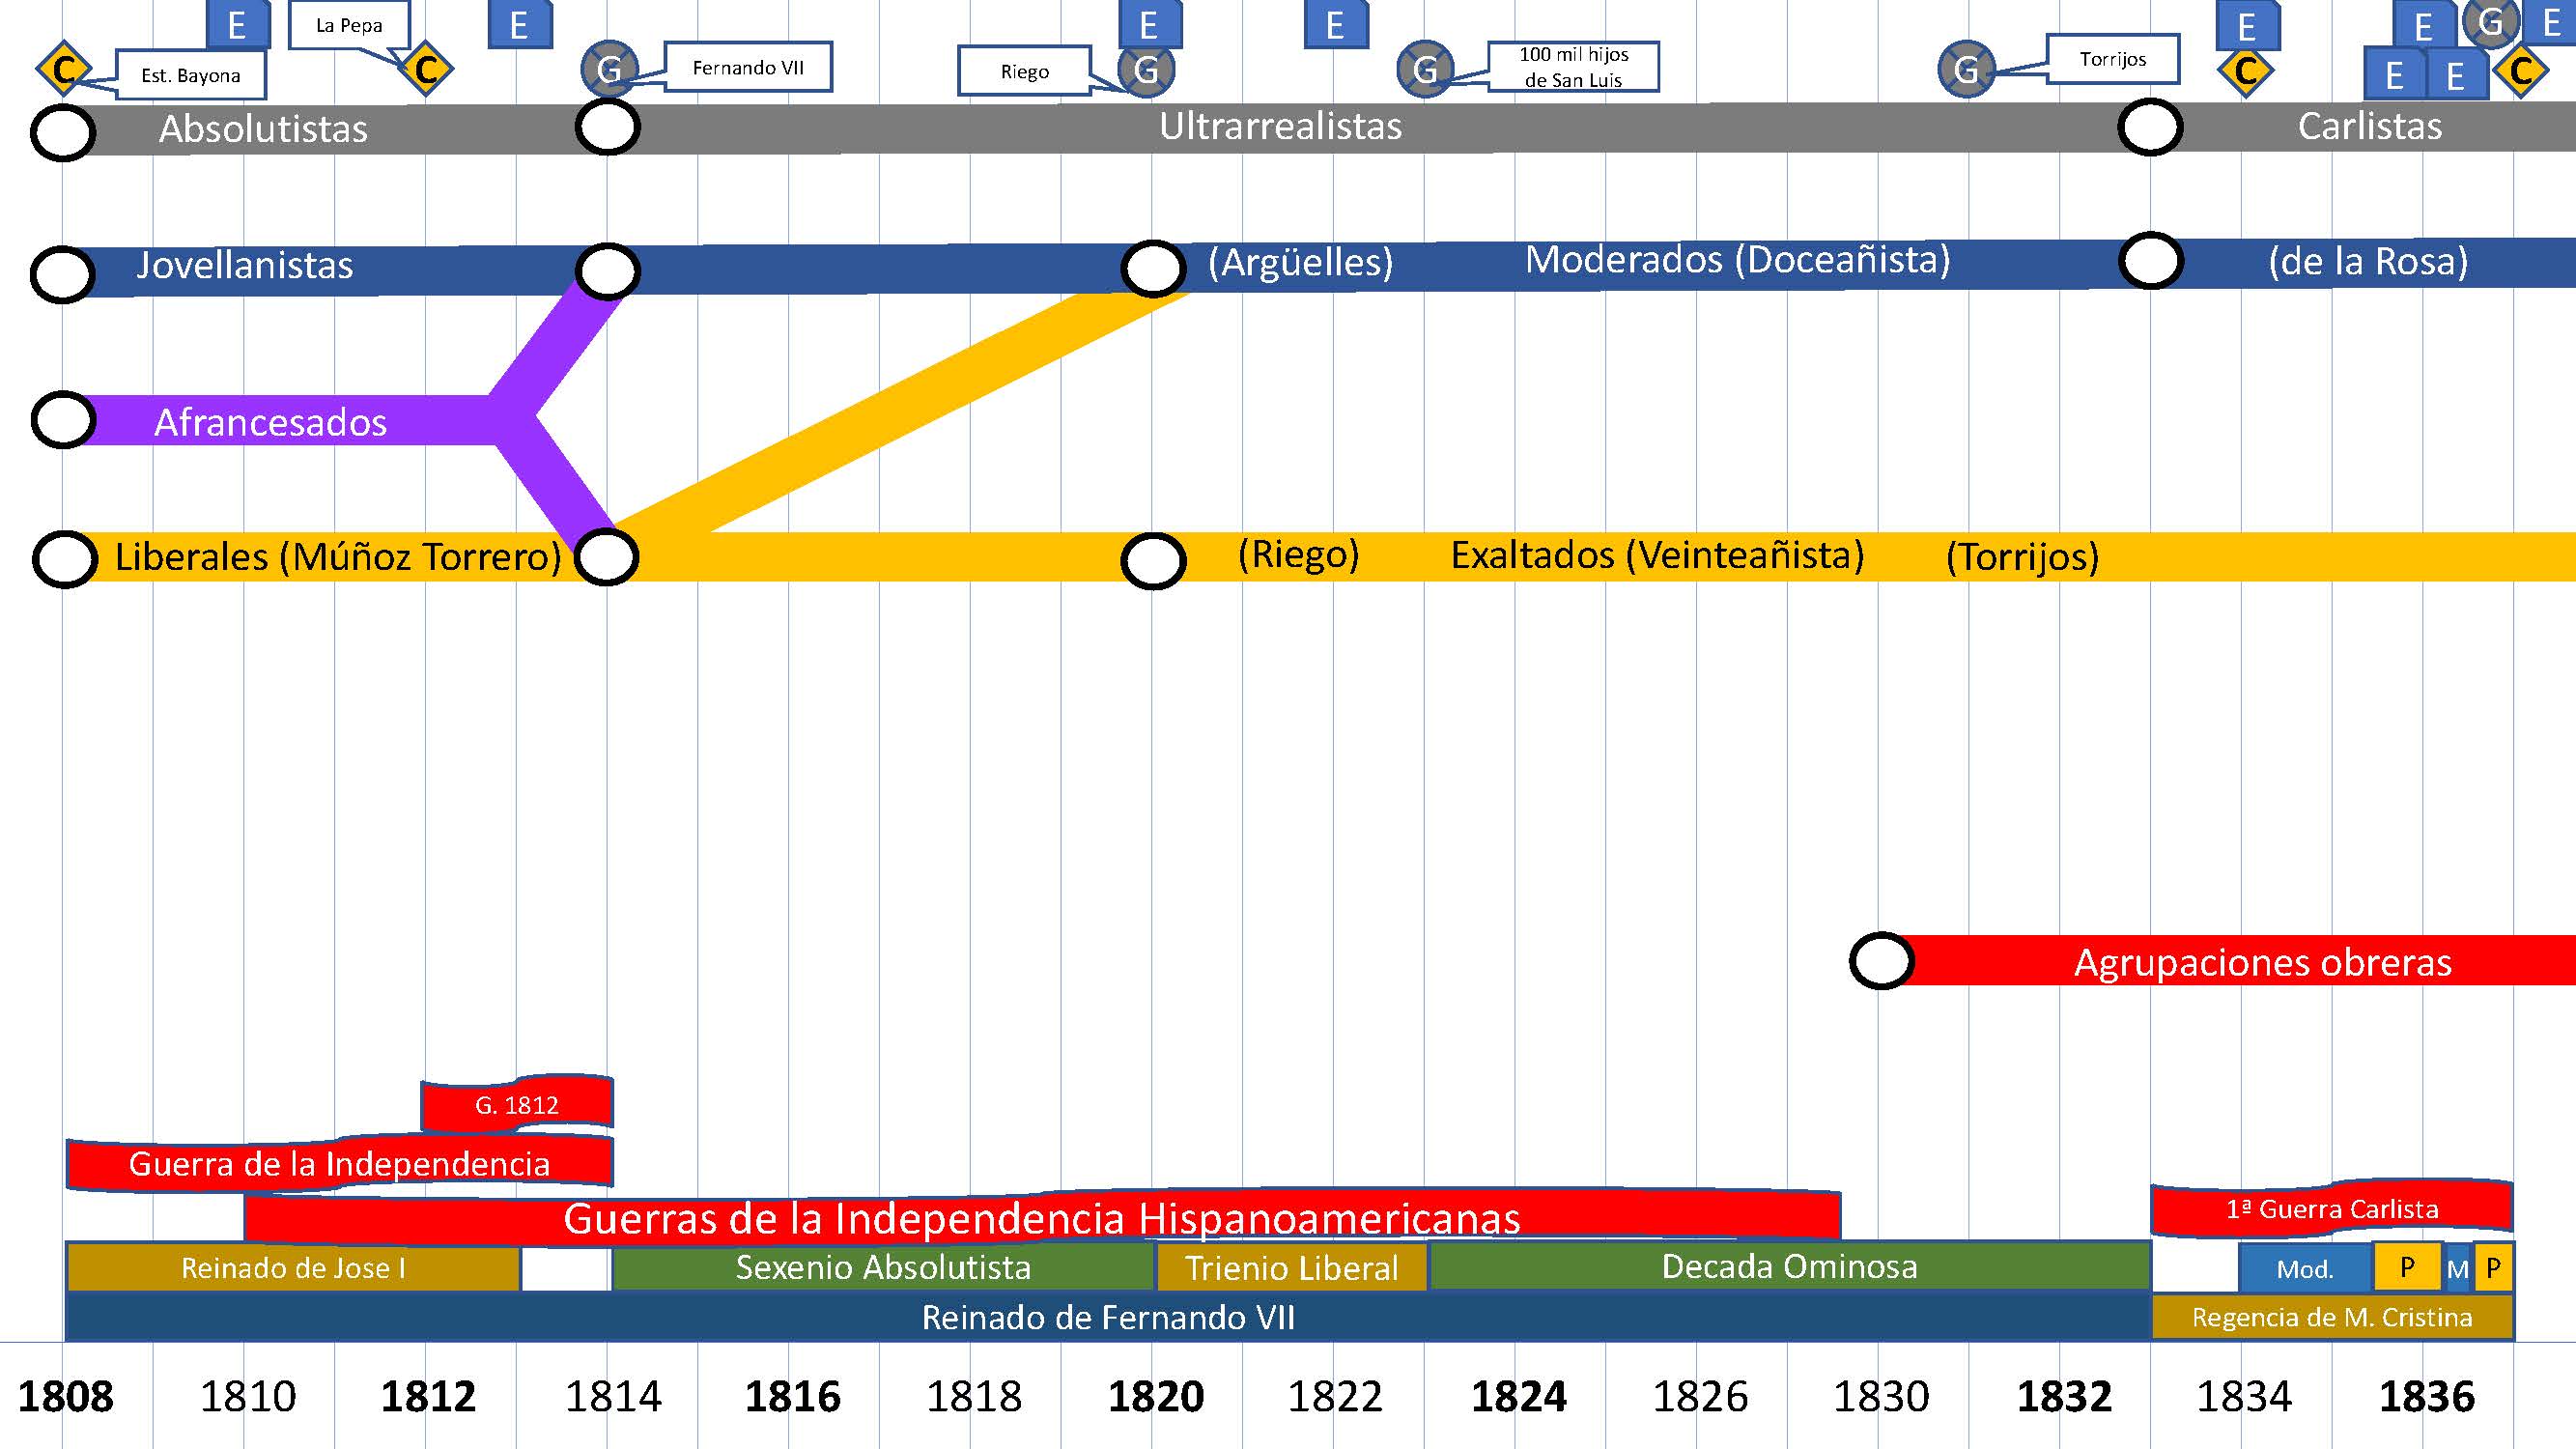 E
La Pepa
E
E
E
E
E
G
E
C
Est. Bayona
C
G
Fernando VII
Riego
G
G
100 mil hijos
de San Luis
G
Torrijos
C
E
E
C
Absolutistas
Ultrarrealistas
Carlistas
Jovellanistas
(Argüelles)
Moderados (Doceañista)
(de la Rosa)
Afrancesados
Liberales (Múñoz Torrero)
(Riego)
Exaltados (Veinteañista)
(Torrijos)
Agrupaciones obreras
G. 1812
Guerra de la Independencia
Guerras de la Independencia Hispanoamericanas
1ª Guerra Carlista
Reinado de Jose I
Sexenio Absolutista
Trienio Liberal
Decada Ominosa
Mod.
P
M
P
Reinado de Fernando VII
Regencia de M. Cristina
1808
1810
1812
1814
1816
1818
1820
1822
1824
1826
1830
1832
1834
1836